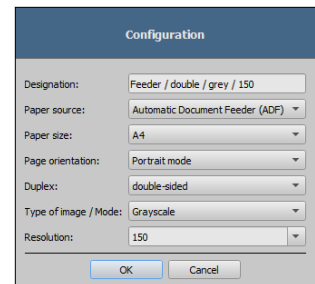 Configuration
Designation: Feeder / double / grey / 150
Paper source: Automatic Document Feeder (ADF)
Paper size: A4
Page orientation: Portrait mode
Duplex: double-sided
Type of image / Mode: Grayscale
Resolution: 150
OK Cancel